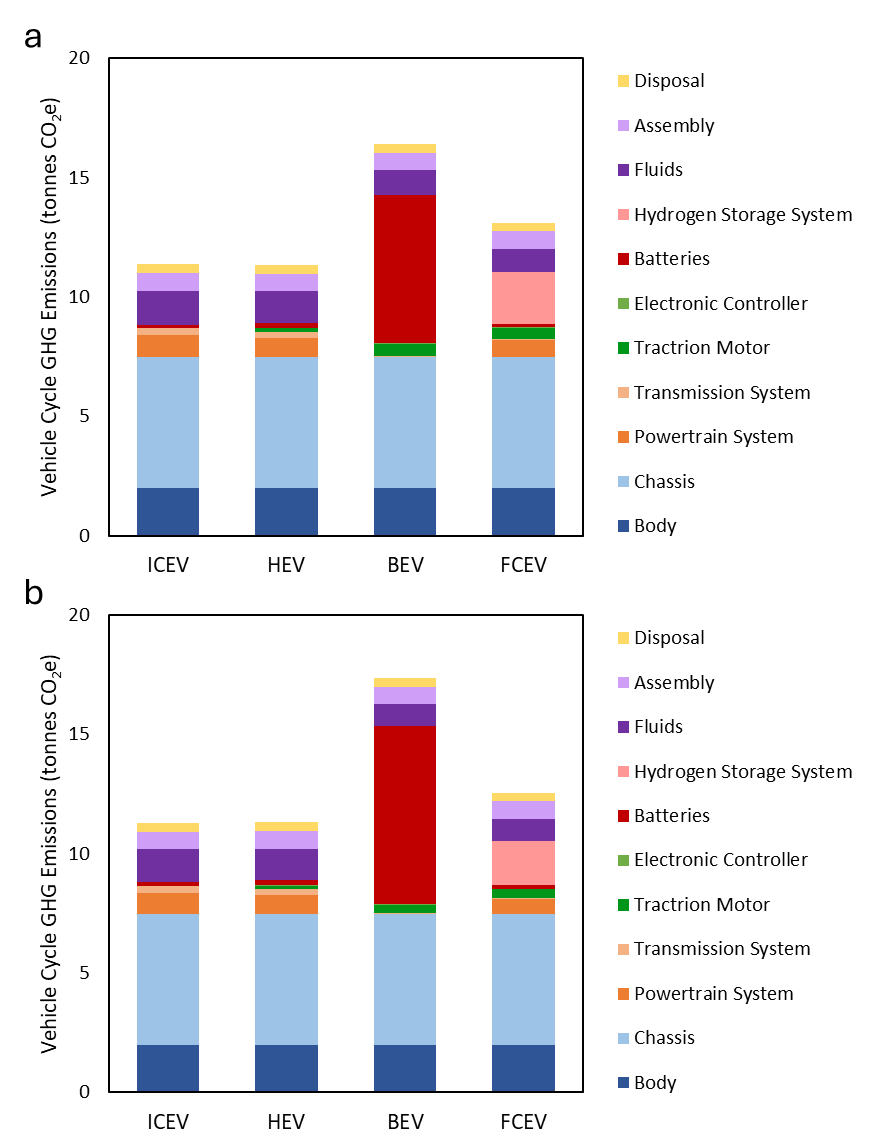 a
Vehicle Cycle GHG Emissions (tonnes CO₂e)
20
15
10
5
0
ICEV HEV BEV FCEV
Disposal
Assembly
Fluids
Hydrogen Storage System
Batteries
Electronic Controller
Tractrion Motor
Transmission System
Powertrain System
Chassis
Body
b
Vehicle Cycle GHG Emissions (tonnes CO₂e)
20
15
10
5
0
ICEV HEV BEV FCEV
Disposal
Assembly
Fluids
Hydrogen Storage System
Batteries
Electronic Controller
Tractrion Motor
Transmission System
Powertrain System
Chassis
Body